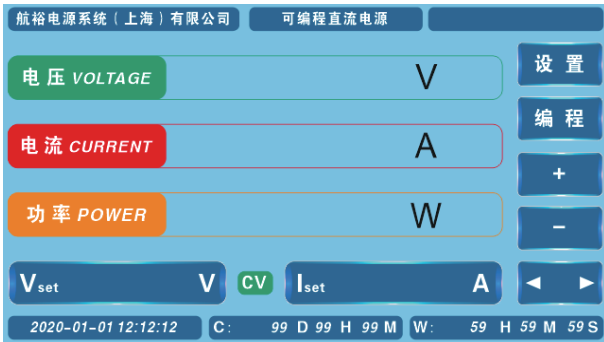 航裕电源系统（上海）有限公司 可编程直流电源
电压 VOLTAGE V
设置
编程
电流 CURRENT A
+
功率 POWER W
−
Vset V CV Iset A ◀ ▶
2020-01-01 12:12:12 C: 99 D 99 H 99 M W: 59 H 59 M 59 S